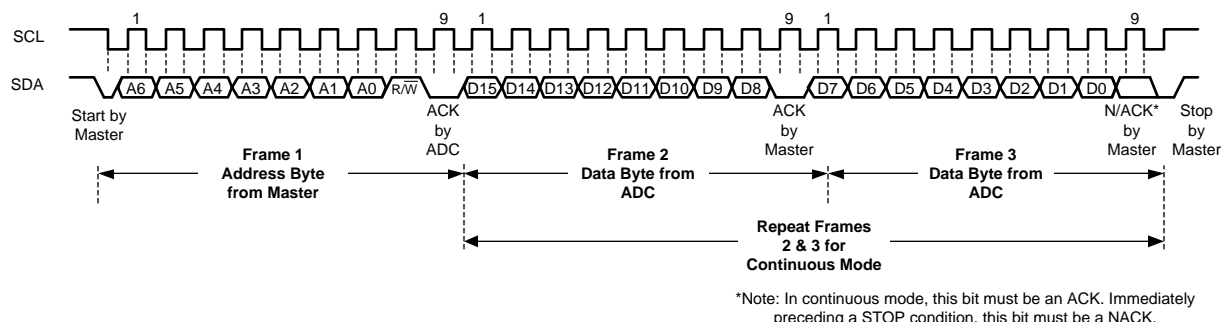 1 9 1 9 1 9
SCL
SDA
A6 A5 A4 A3 A2 A1 A0 R/W D15 D14 D13 D12 D11 D10 D9 D8 D7 D6 D5 D4 D3 D2 D1 D0
Start by
Master
ACK
by
ADC
ACK
by
Master
N/ACK*
by
Master
Stop
by
Master
Frame 1
Address Byte
from Master
Frame 2
Data Byte from
ADC
Frame 3
Data Byte from
ADC
Repeat Frames
2 & 3 for
Continuous Mode
*Note: In continuous mode, this bit must be an ACK. Immediately
preceding a STOP condition, this bit must be a NACK.